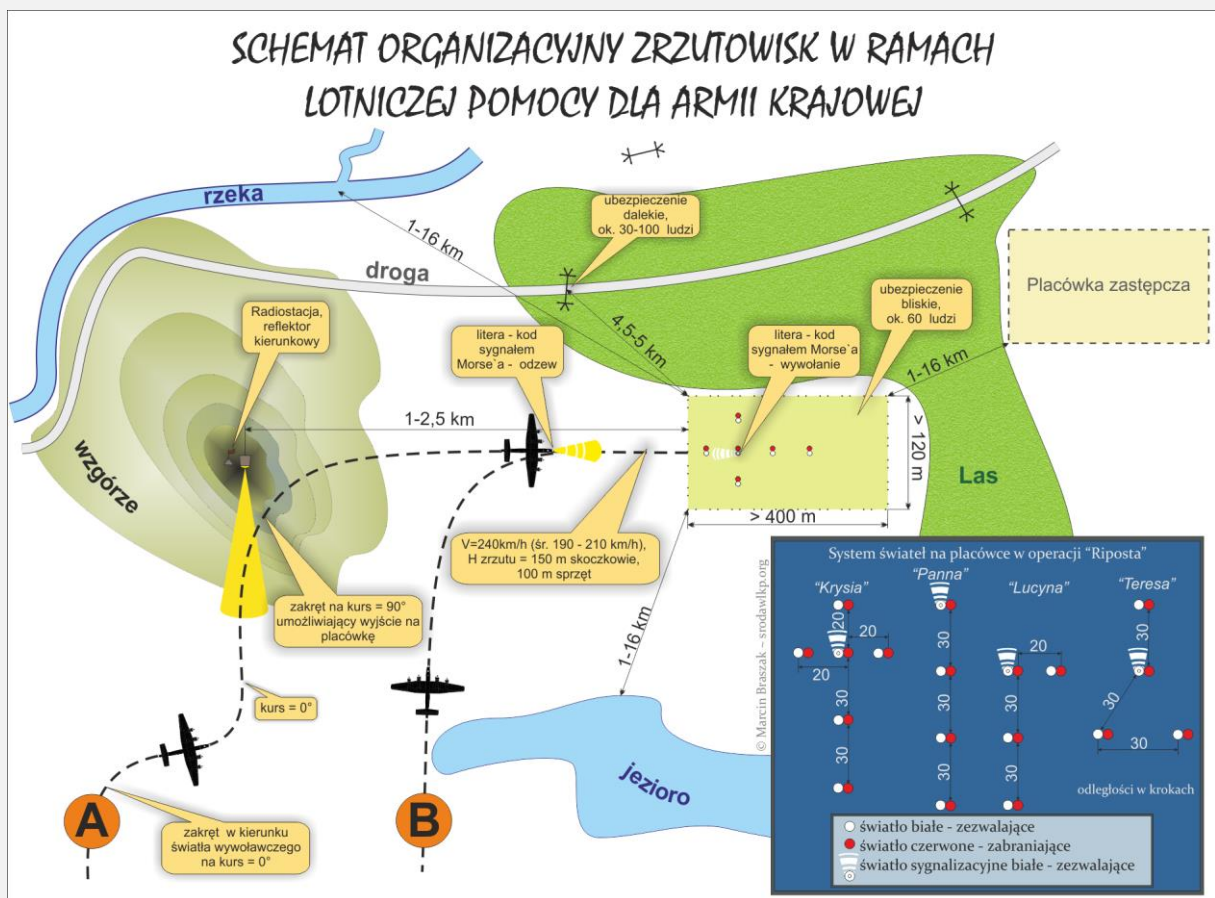 SCHEMAT ORGANIZACYJNY ZRZUTOWISK W RAMACH
LOTNICZEJ POMOCY DLA ARMII KRAJOWEJ
rzeka
1-16 km
ubezpieczenie
dalekie,
ok. 30-100 ludzi
droga
Radiostacja,
reflektor
kierunkowy
litera - kod
sygnałem
Morse`a - odzew
4,5-5 km
litera - kod
sygnałem Morse`a
- wywołanie
ubezpieczenie
bliskie,
ok. 60 ludzi
Placówka zastępcza
1-16 km
1-2,5 km
wzgórze
> 120 m
Las
> 400 m
V=240km/h (śr. 190 - 210 km/h),
H zrzutu = 150 m skoczkowie,
100 m sprzęt
zakręt na kurs = 90°
umożliwiający wyjście na
placówkę
1-16 km
kurs = 0°
A
B
zakręt w kierunku
światła wywoławczego
na kurs = 0°
jezioro
© Marcin Braszak – srodawlkp.org
System świateł na placówce w operacji "Riposta"
"Krysia"
"Panna"
"Lucyna"
"Teresa"
20
20
20
30
30
30
30
30
20
30
30
30
30
30
odległości w krokach
światło białe - zezwalające
światło czerwone - zabraniające
światło sygnalizacyjne białe - zezwalające